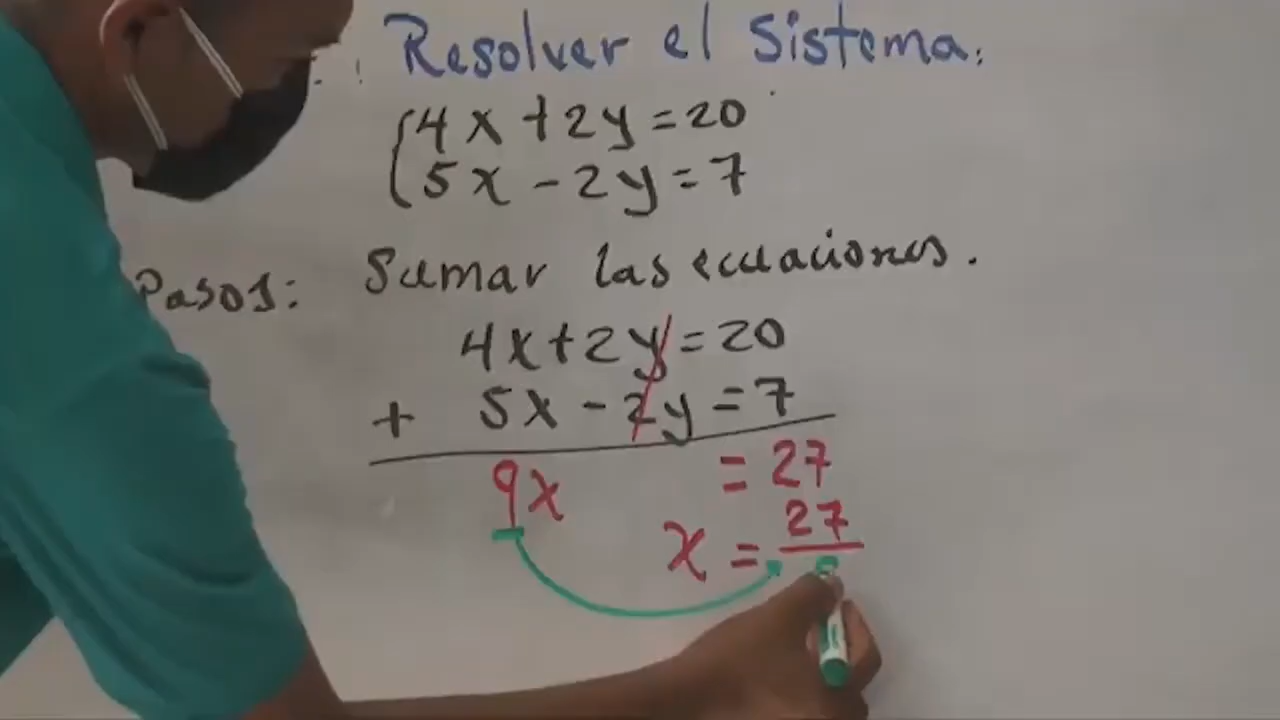 Resolver el Sistema:
4x+2y=20
5x-2y=7
Paso1: Sumar las ecuaciones.
4x+2y=20
+ 5x-2y=7
9x = 27
x = 27